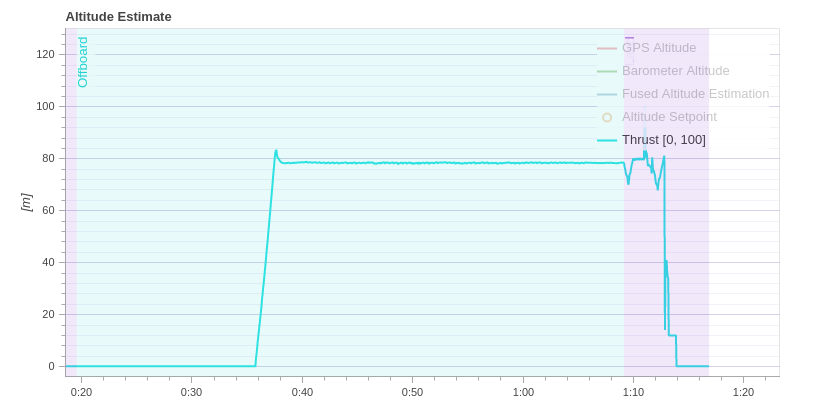 Altitude Estimate
Offboard
GPS Altitude
Barometer Altitude
Fused Altitude Estimation
Altitude Setpoint
Thrust [0, 100]
120
100
80
60
40
20
0
[m]
0:20 0:30 0:40 0:50 1:00 1:10 1:20